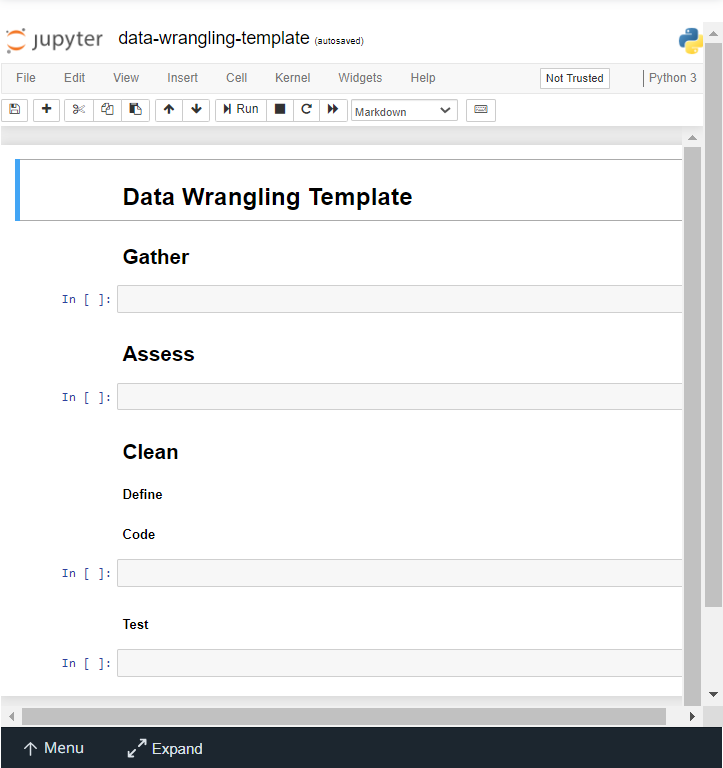 jupyter data-wrangling-template (autosaved)
File Edit View Insert Cell Kernel Widgets Help Not Trusted Python 3
Run Markdown
Data Wrangling Template
Gather
In [ ]:
Assess
In [ ]:
Clean
Define
Code
In [ ]:
Test
In [ ]:
Menu Expand